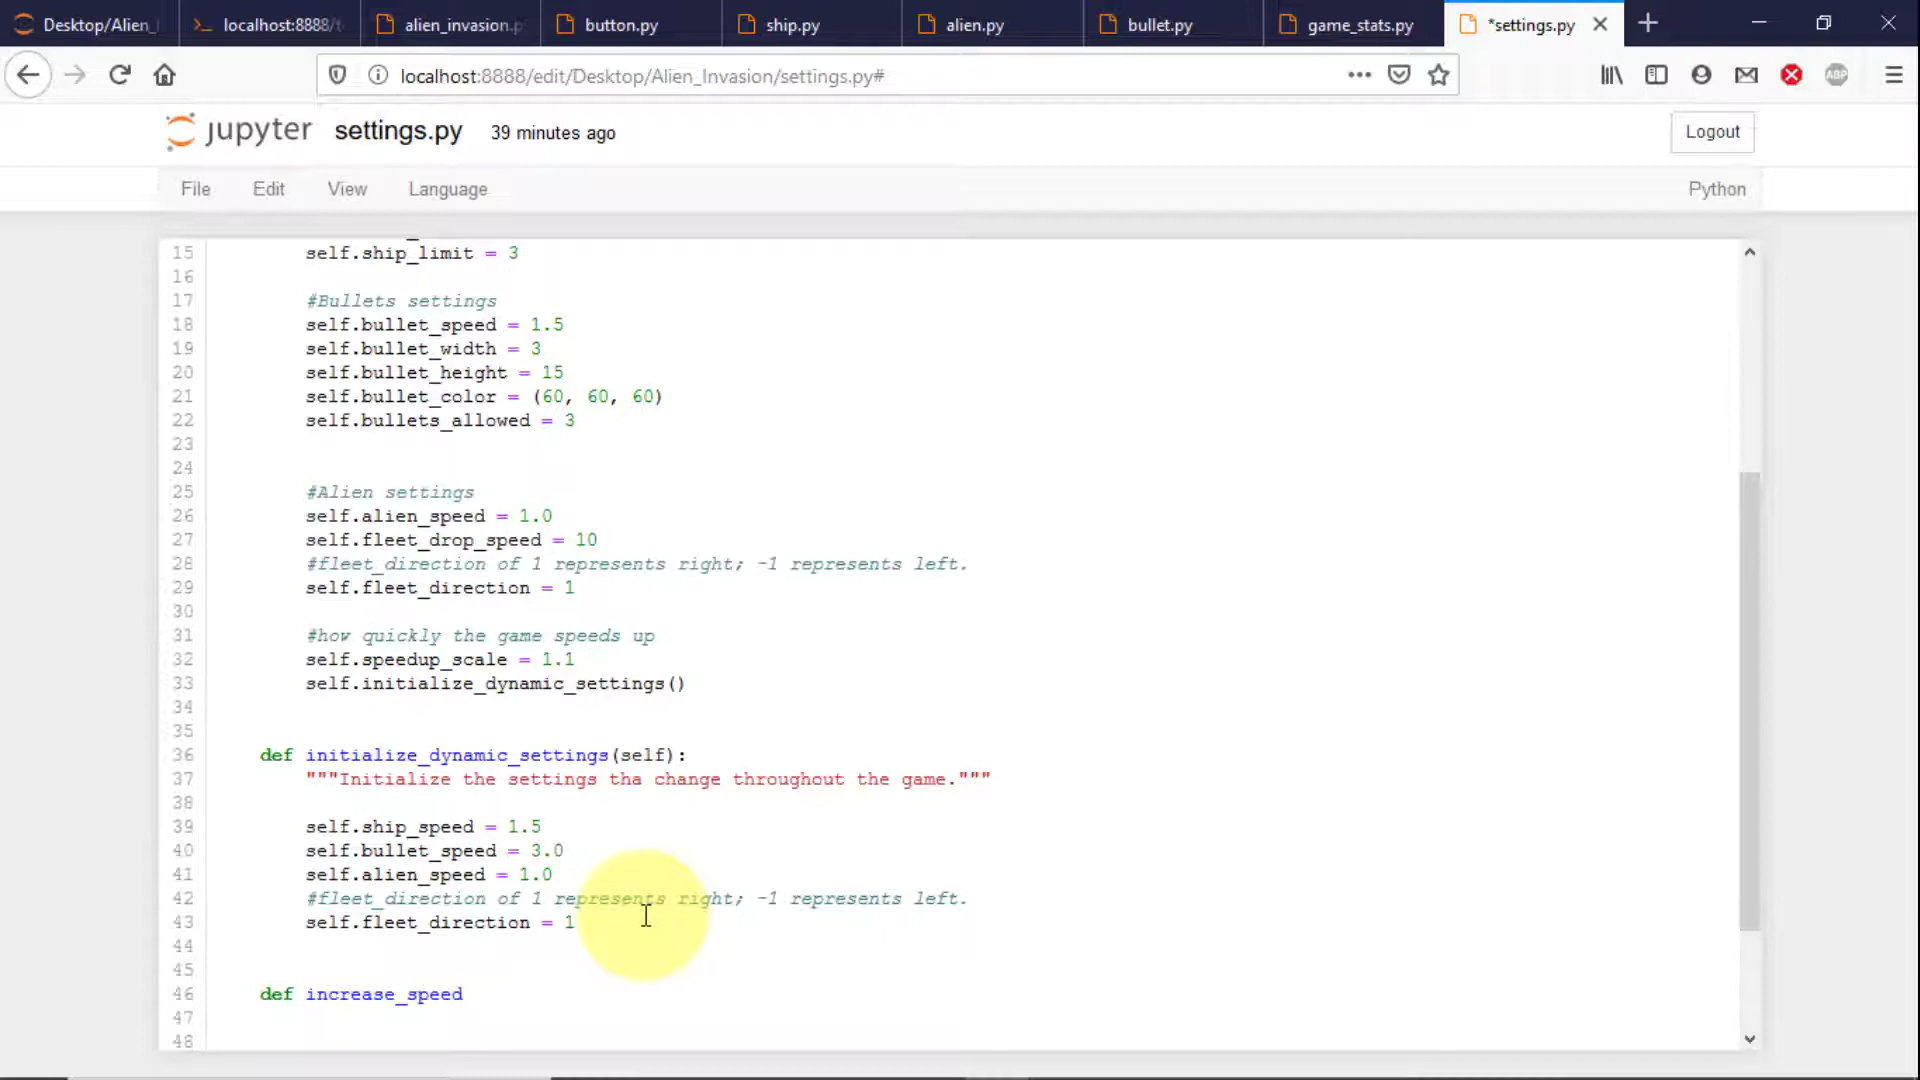 Desktop/Alien_ localhost:8888/t alien_invasion.p button.py ship.py alien.py bullet.py game_stats.py *settings.py
localhost:8888/edit/Desktop/Alien_Invasion/settings.py#
ABP
jupyter settings.py 39 minutes ago Logout
File Edit View Language Python
15 self.ship_limit = 3
16
17 #Bullets settings
18 self.bullet_speed = 1.5
19 self.bullet_width = 3
20 self.bullet_height = 15
21 self.bullet_color = (60, 60, 60)
22 self.bullets_allowed = 3
23
24
25 #Alien settings
26 self.alien_speed = 1.0
27 self.fleet_drop_speed = 10
28 #fleet_direction of 1 represents right; -1 represents left.
29 self.fleet_direction = 1
30
31 #how quickly the game speeds up
32 self.speedup_scale = 1.1
33 self.initialize_dynamic_settings()
34
35
36 def initialize_dynamic_settings(self):
37 """Initialize the settings tha change throughout the game."""
38
39 self.ship_speed = 1.5
40 self.bullet_speed = 3.0
41 self.alien_speed = 1.0
42 #fleet_direction of 1 represents right; -1 represents left.
43 self.fleet_direction = 1
44
45
46 def increase_speed
47
48